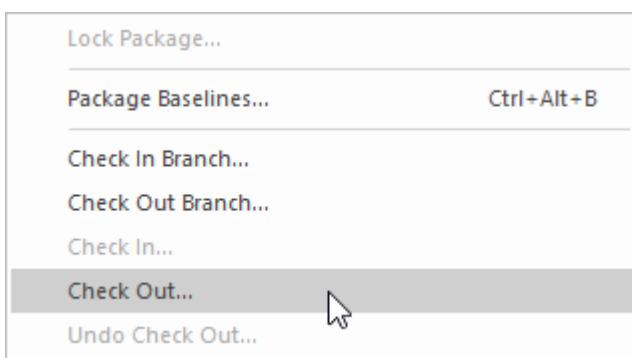 Lock Package...
Package Baselines... Ctrl+Alt+B
Check In Branch...
Check Out Branch...
Check In...
Check Out...
Undo Check Out...